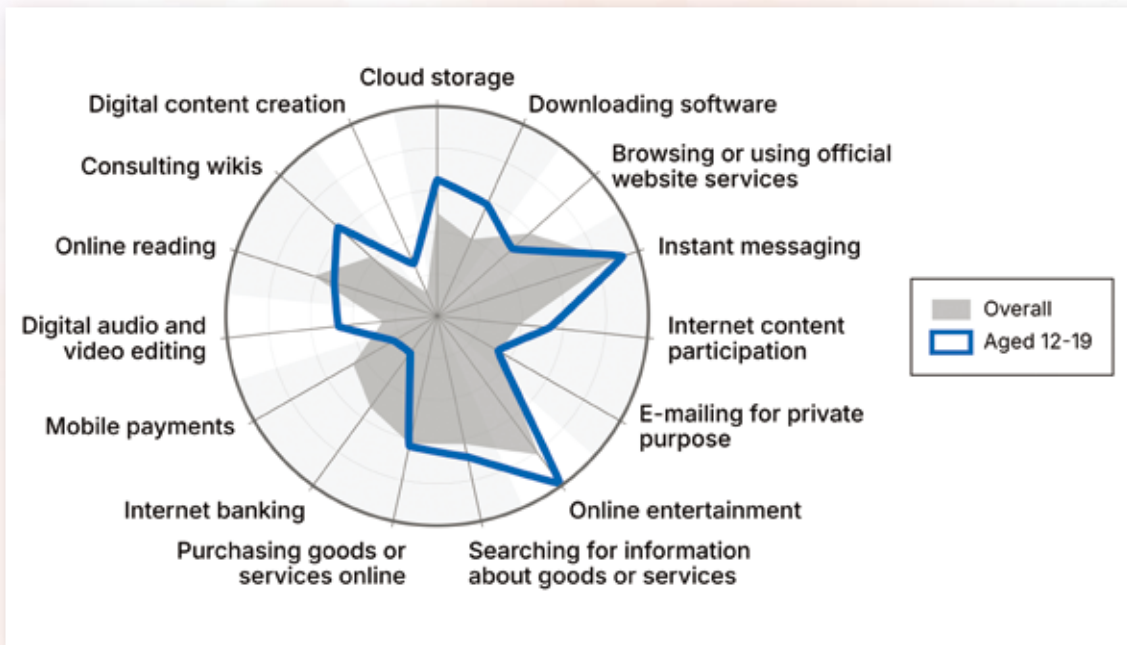 Cloud storage
Digital content creation
Downloading software
Consulting wikis
Browsing or using official
website services
Online reading
Instant messaging
Digital audio and
video editing
Internet content
participation
Mobile payments
E-mailing for private
purpose
Internet banking
Online entertainment
Purchasing goods or
services online
Searching for information
about goods or services
Overall
Aged 12-19